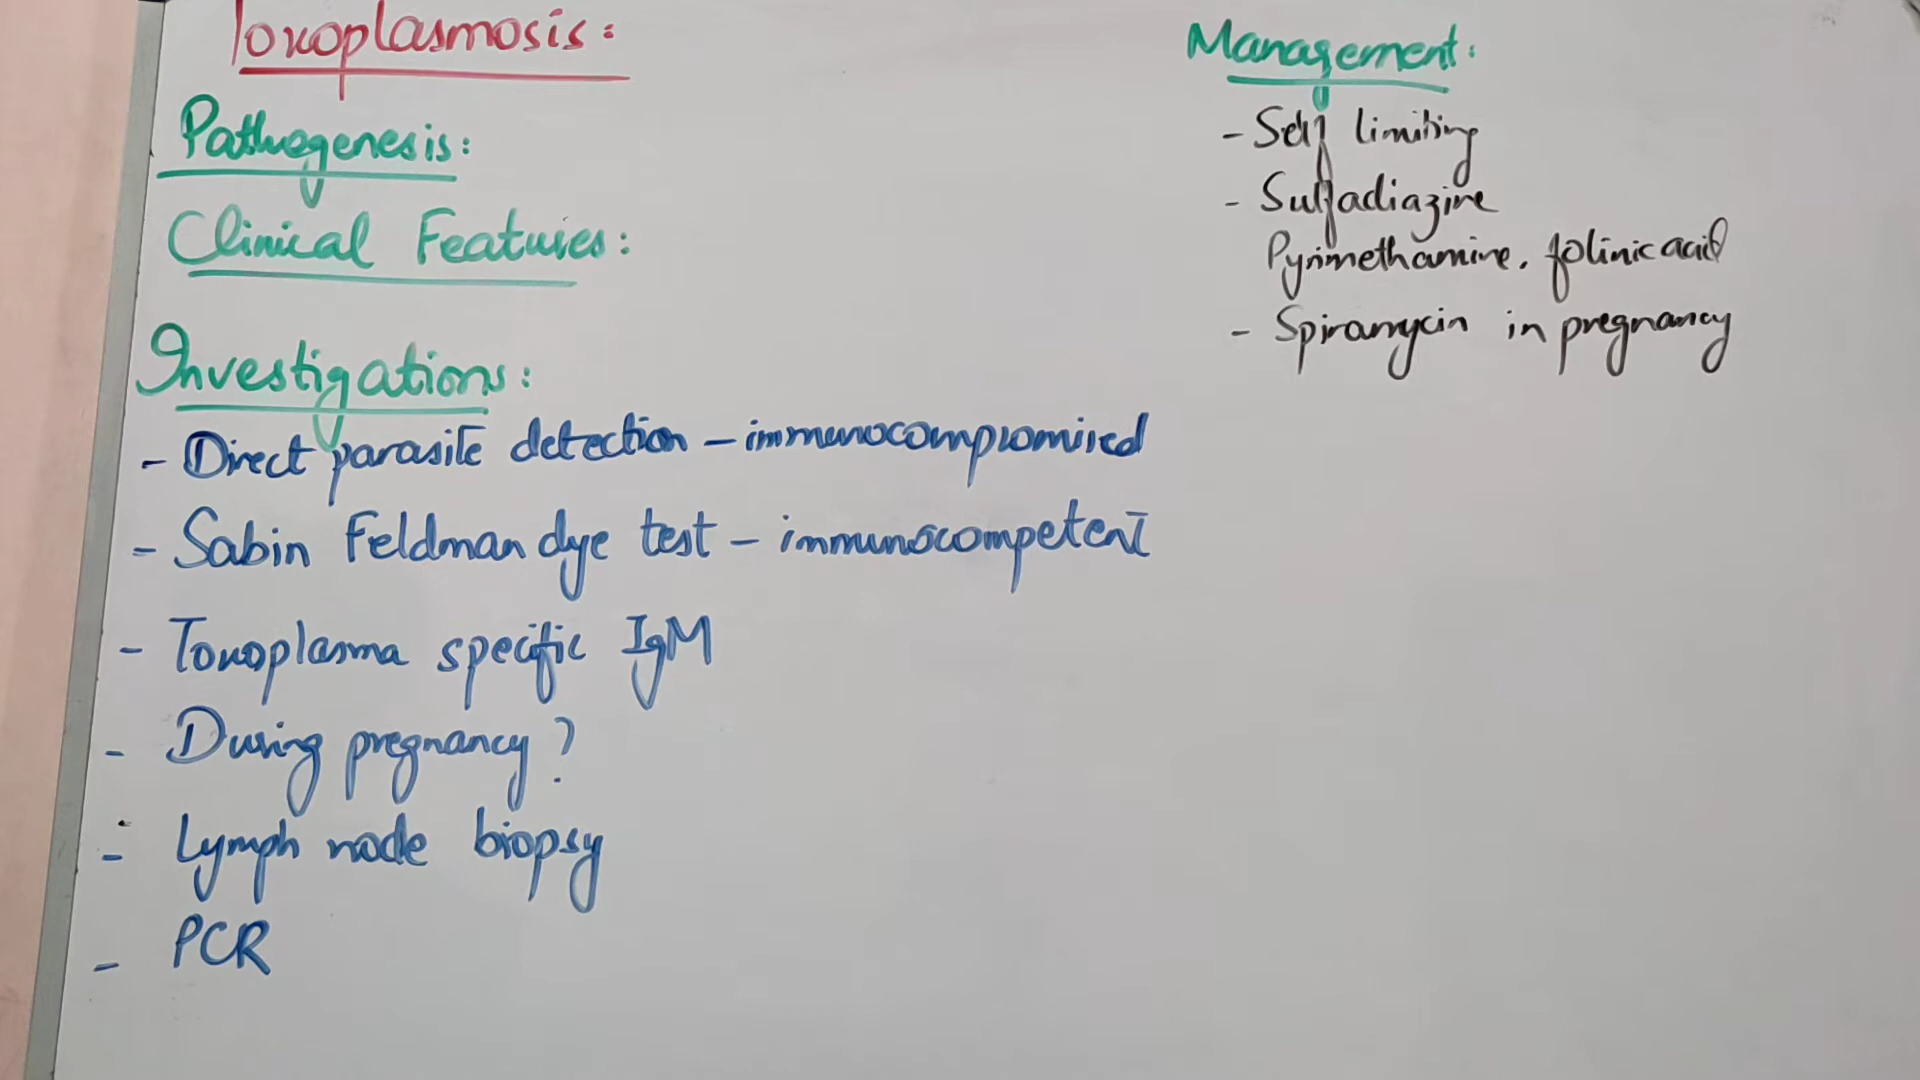 Toxoplasmosis:
Pathogenesis:
Clinical Features:
Investigations:
- Direct parasite detection - immunocompromised
- Sabin Feldman dye test - immunocompetent
- Toxoplasma specific IgM
- During pregnancy?
- Lymph node biopsy
- PCR
Management:
- Self limiting
- Sulfadiazine
Pyrimethamine, folinic acid
- Spiramycin in pregnancy